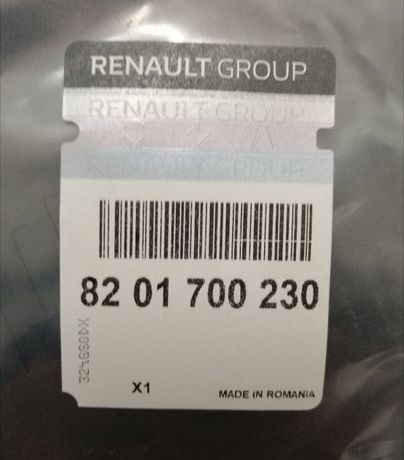 RENAULT GROUP
RENAULT GROUP
RENAULT GROUP
82 01 700 230
X1
MADE IN ROMANIA